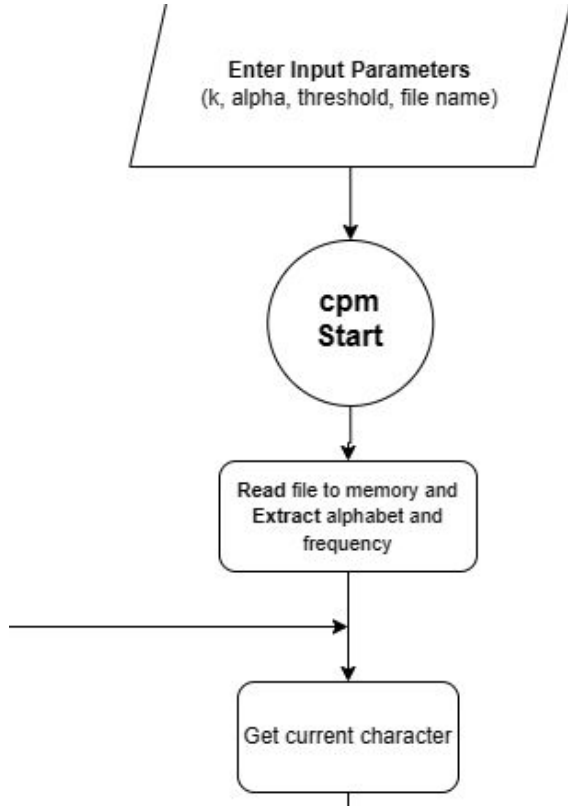 Enter Input Parameters
(k, alpha, threshold, file name)
cpm
Start
Read file to memory and
Extract alphabet and
frequency
Get current character